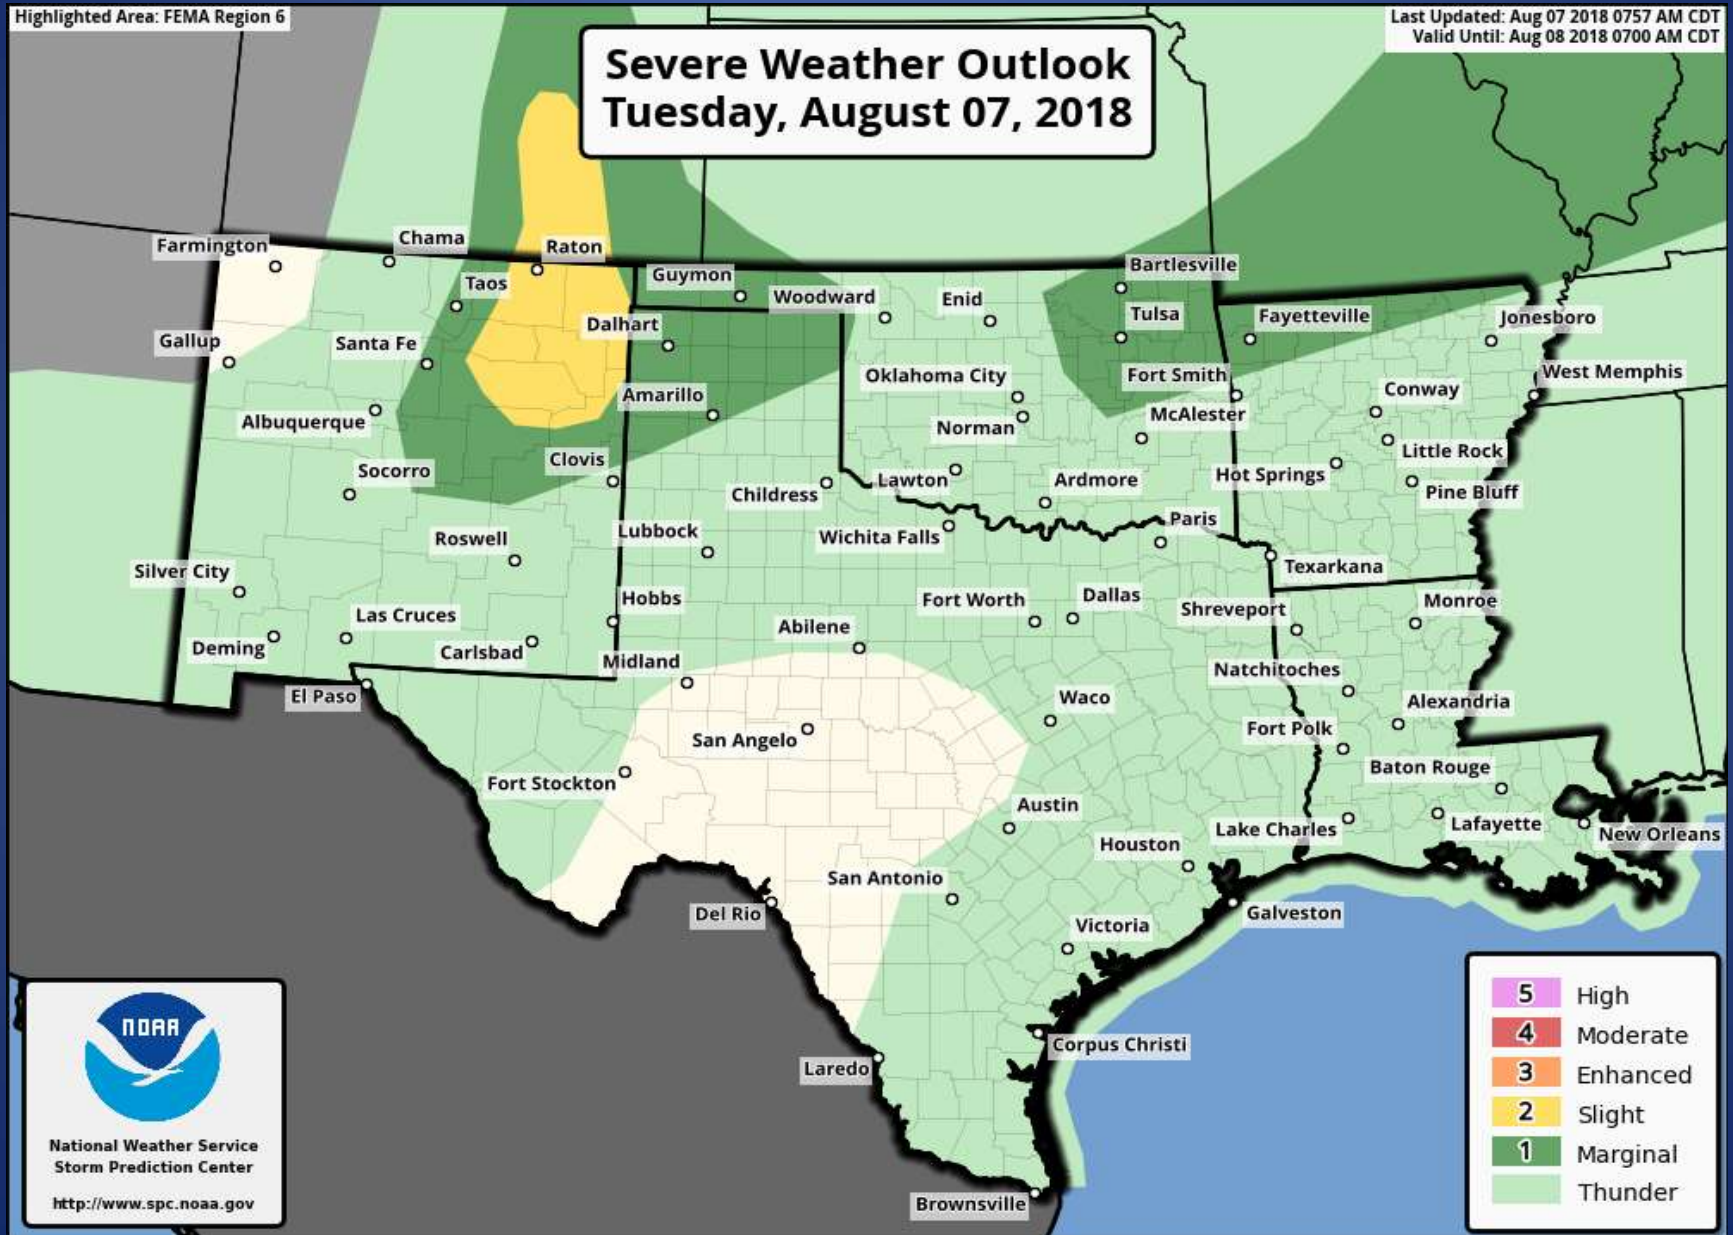 Highlighted Area: FEMA Region 6
Last Updated: Aug 07 2018 0757 AM CDT
Valid Until: Aug 08 2018 0700 AM CDT
Severe Weather Outlook
Tuesday, August 07, 2018
Farmington
Chama
Raton
Taos
Guymon
Woodward
Enid
Bartlesville
Tulsa
Fayetteville
Jonesboro
Gallup
Santa Fe
Dalhart
Oklahoma City
Fort Smith
West Memphis
Conway
Albuquerque
Amarillo
Norman
McAlester
Little Rock
Socorro
Clovis
Childress
Lawton
Ardmore
Hot Springs
Pine Bluff
Roswell
Lubbock
Wichita Falls
Paris
Texarkana
Silver City
Las Cruces
Hobbs
Fort Worth
Dallas
Shreveport
Monroe
Deming
Carlsbad
Midland
Abilene
Natchitoches
El Paso
San Angelo
Waco
Alexandria
Fort Polk
Fort Stockton
Austin
Baton Rouge
Houston
Lake Charles
Lafayette
New Orleans
San Antonio
Del Rio
Victoria
Galveston
Corpus Christi
Laredo
Brownsville
NOAA
National Weather Service
Storm Prediction Center
http://www.spc.noaa.gov
5 High
4 Moderate
3 Enhanced
2 Slight
1 Marginal
Thunder